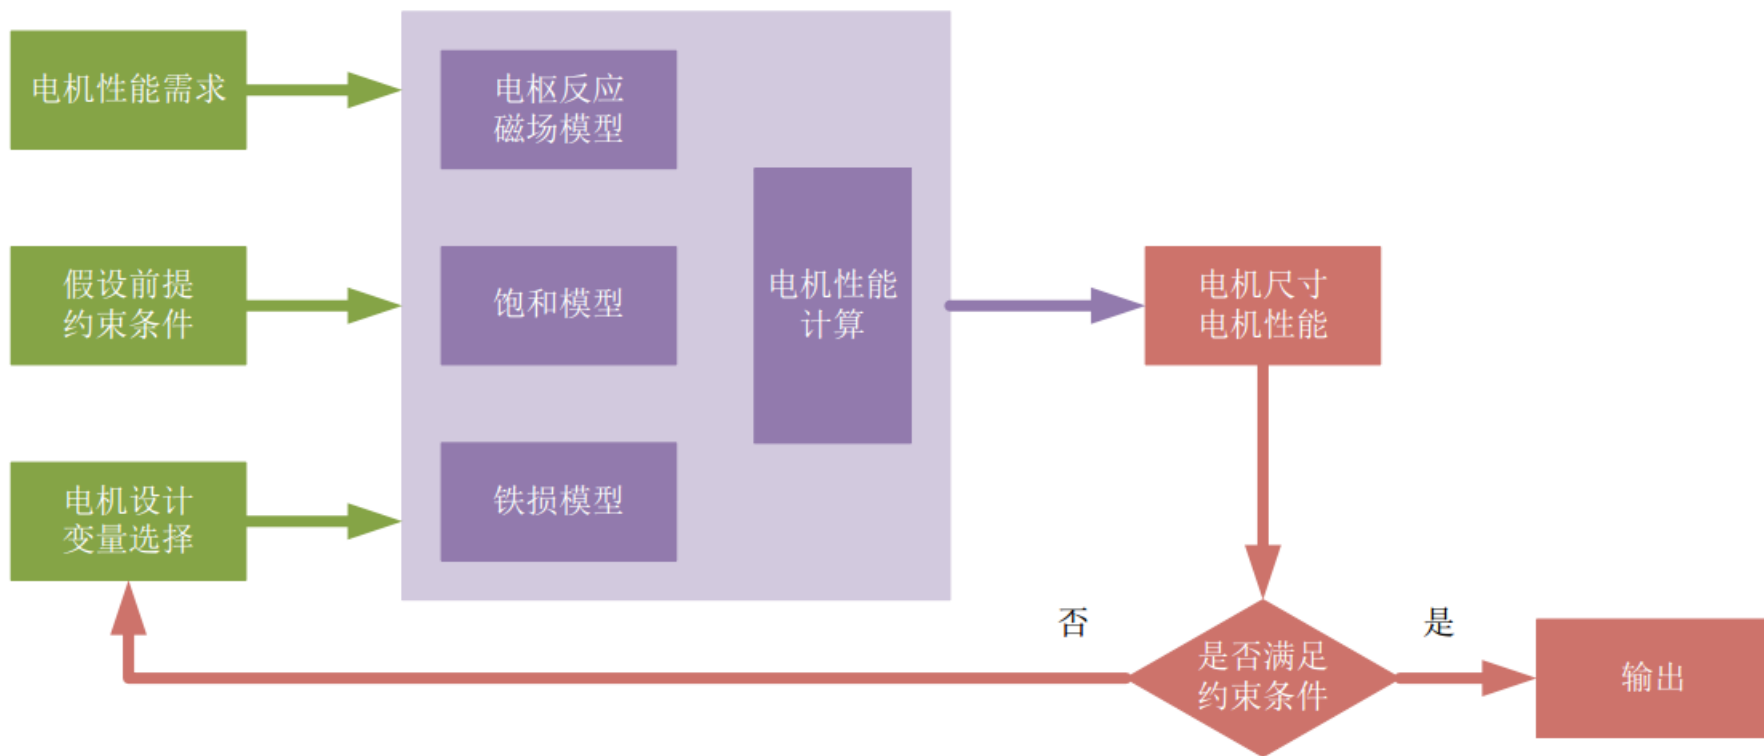 电机性能需求
假设前提
约束条件
电机设计
变量选择
电枢反应
磁场模型
饱和模型
铁损模型
电机性能
计算
电机尺寸
电机性能
否
是
是否满足
约束条件
输出